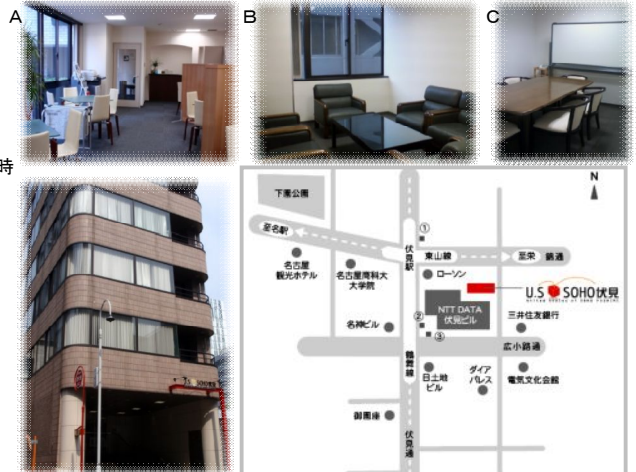 A
B
C
時
N
下園公園
至名駅
①
伏見駅
東山線
至栄
錦通
名古屋
観光ホテル
名古屋商科大
大学院
ローソン
U.S SOHO伏見
NTT DATA
伏見ビル
三井住友銀行
名神ビル
②
③
広小路通
鶴舞線
日土地
ビル
ダイア
パレス
電気文化会館
御園座
伏見通